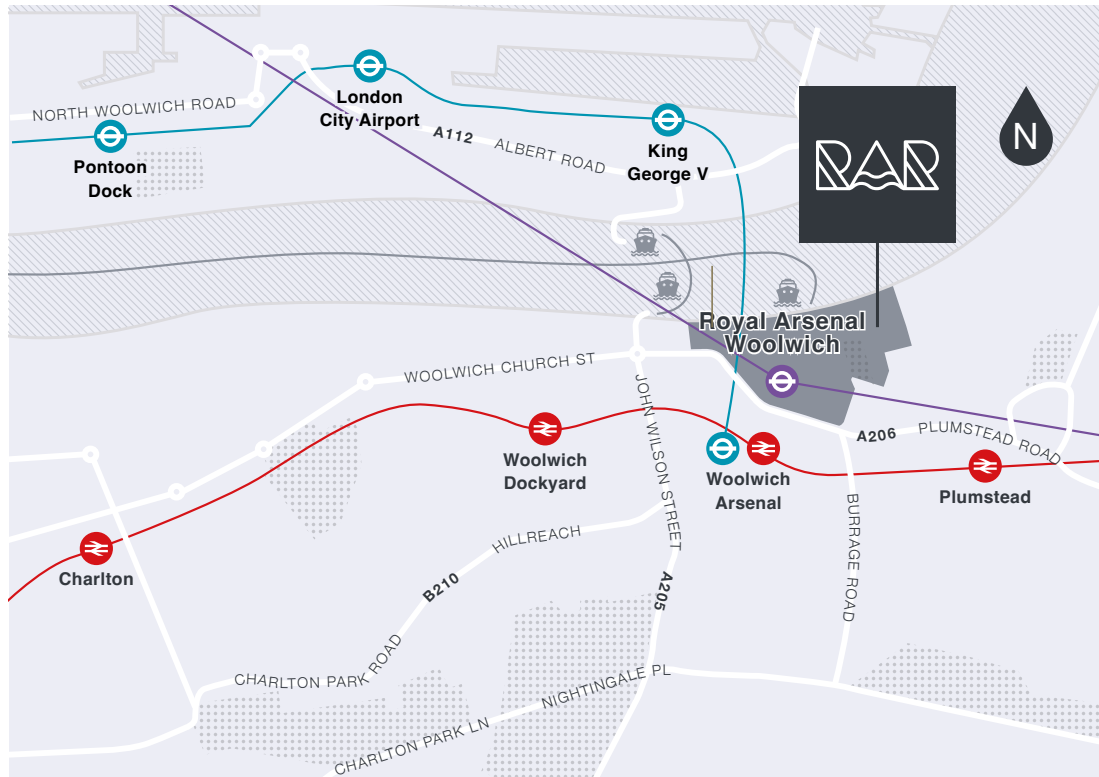 NORTH WOOLWICH ROAD
London
City Airport
A112
ALBERT ROAD
King
George V
RAR
N
Pontoon
Dock
Royal Arsenal
Woolwich
WOOLWICH CHURCH ST
JOHN WILSON STREET
A206
PLUMSTEAD ROAD
Woolwich
Dockyard
Woolwich
Arsenal
Plumstead
Charlton
HILLREACH
B210
A205
BURRAGE ROAD
CHARLTON PARK ROAD
NIGHTINGALE PL
CHARLTON PARK LN